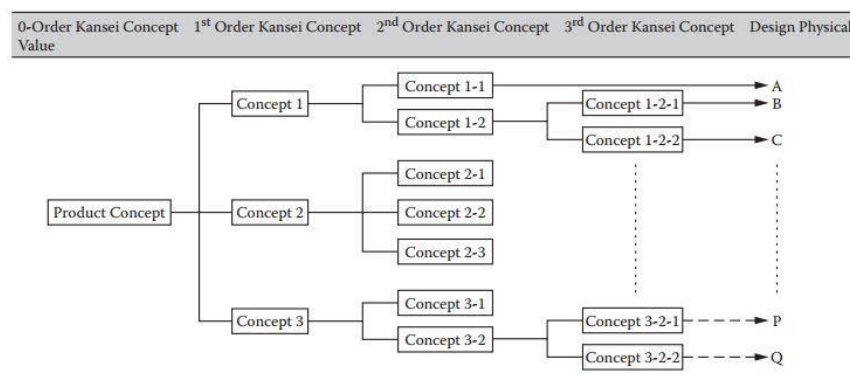 0-Order Kansei Concept 1st Order Kansei Concept 2nd Order Kansei Concept 3rd Order Kansei Concept Design Physical
Value
Concept 1-1
A
Concept 1
Concept 1-2-1
B
Concept 1-2
Concept 1-2-2
C
Concept 2-1
Product Concept
Concept 2
Concept 2-2
Concept 2-3
Concept 3-1
Concept 3
Concept 3-2-1
P
Concept 3-2
Concept 3-2-2
Q